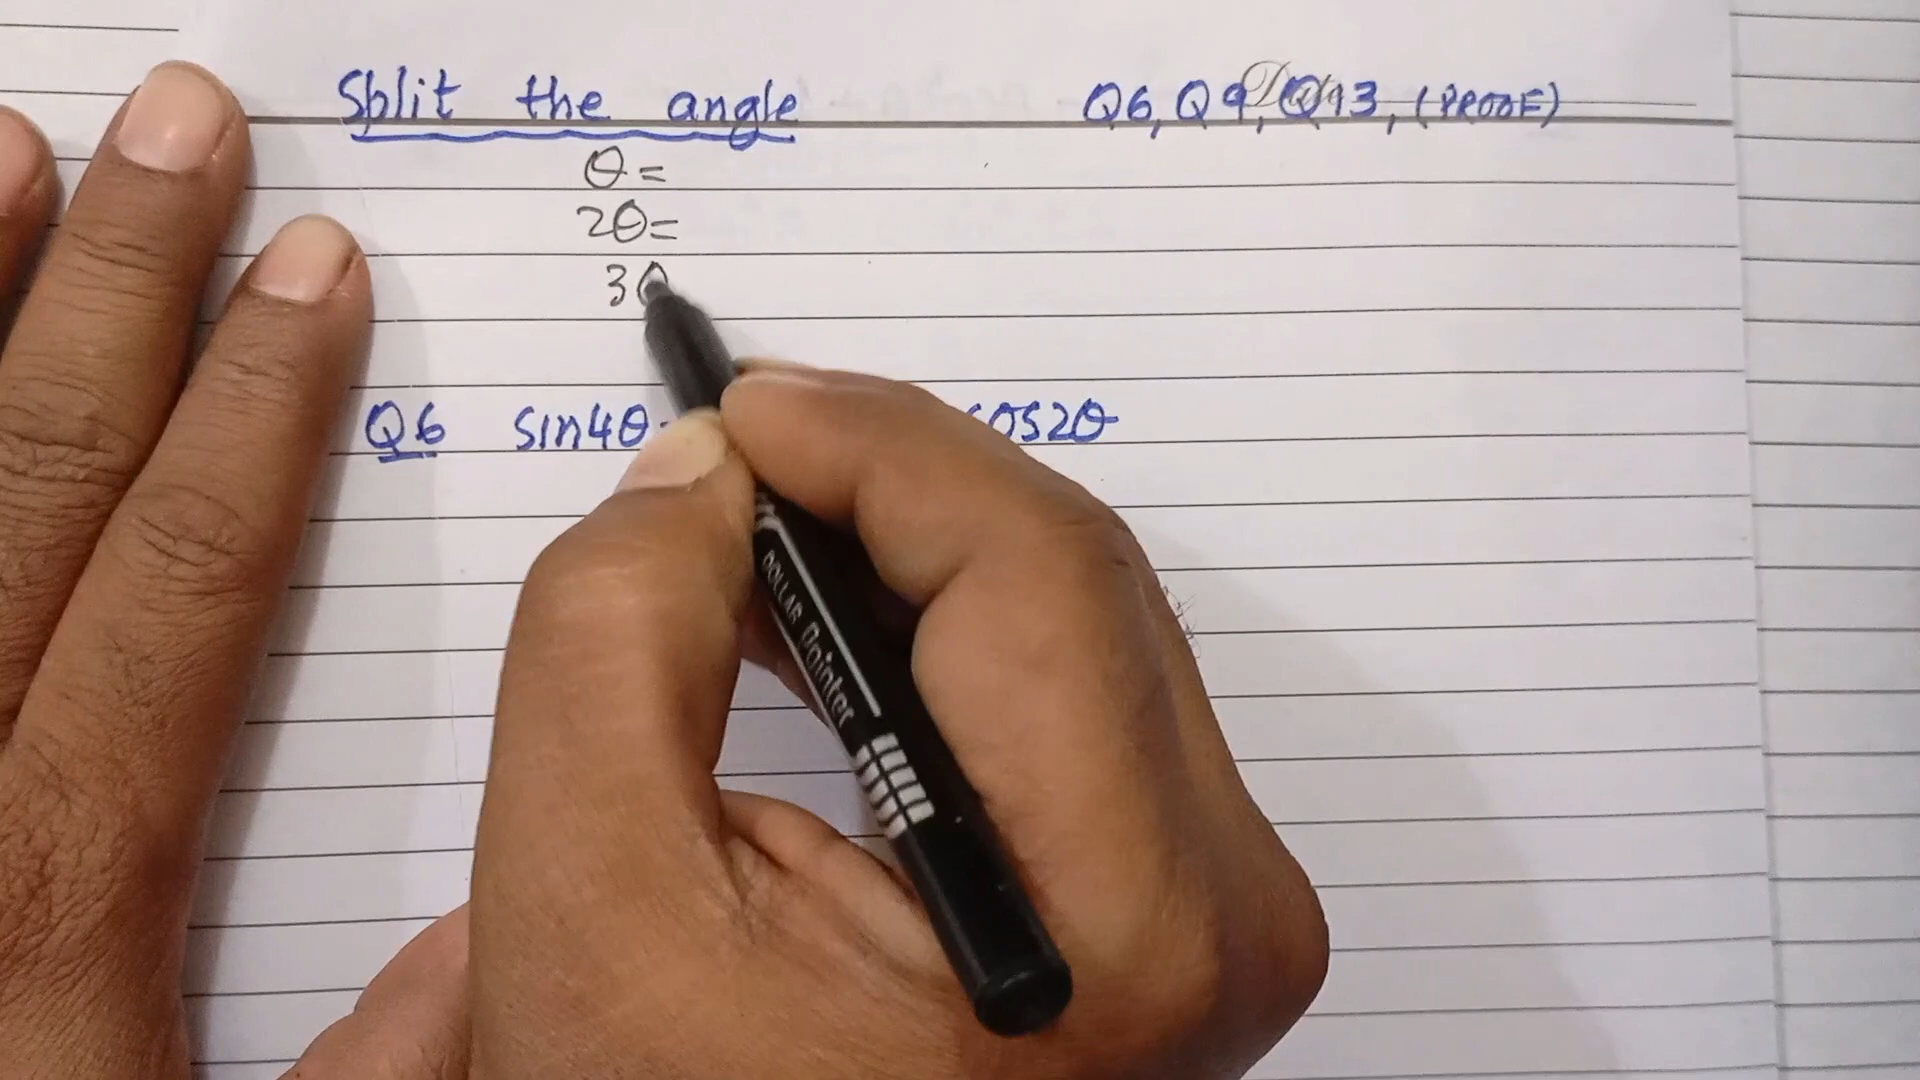 Split the angle Q6, Q9, Q13, (PROOF)
θ =
2θ=
3θ
Q6 sin4θ cos2θ
DOLLAR Pointer